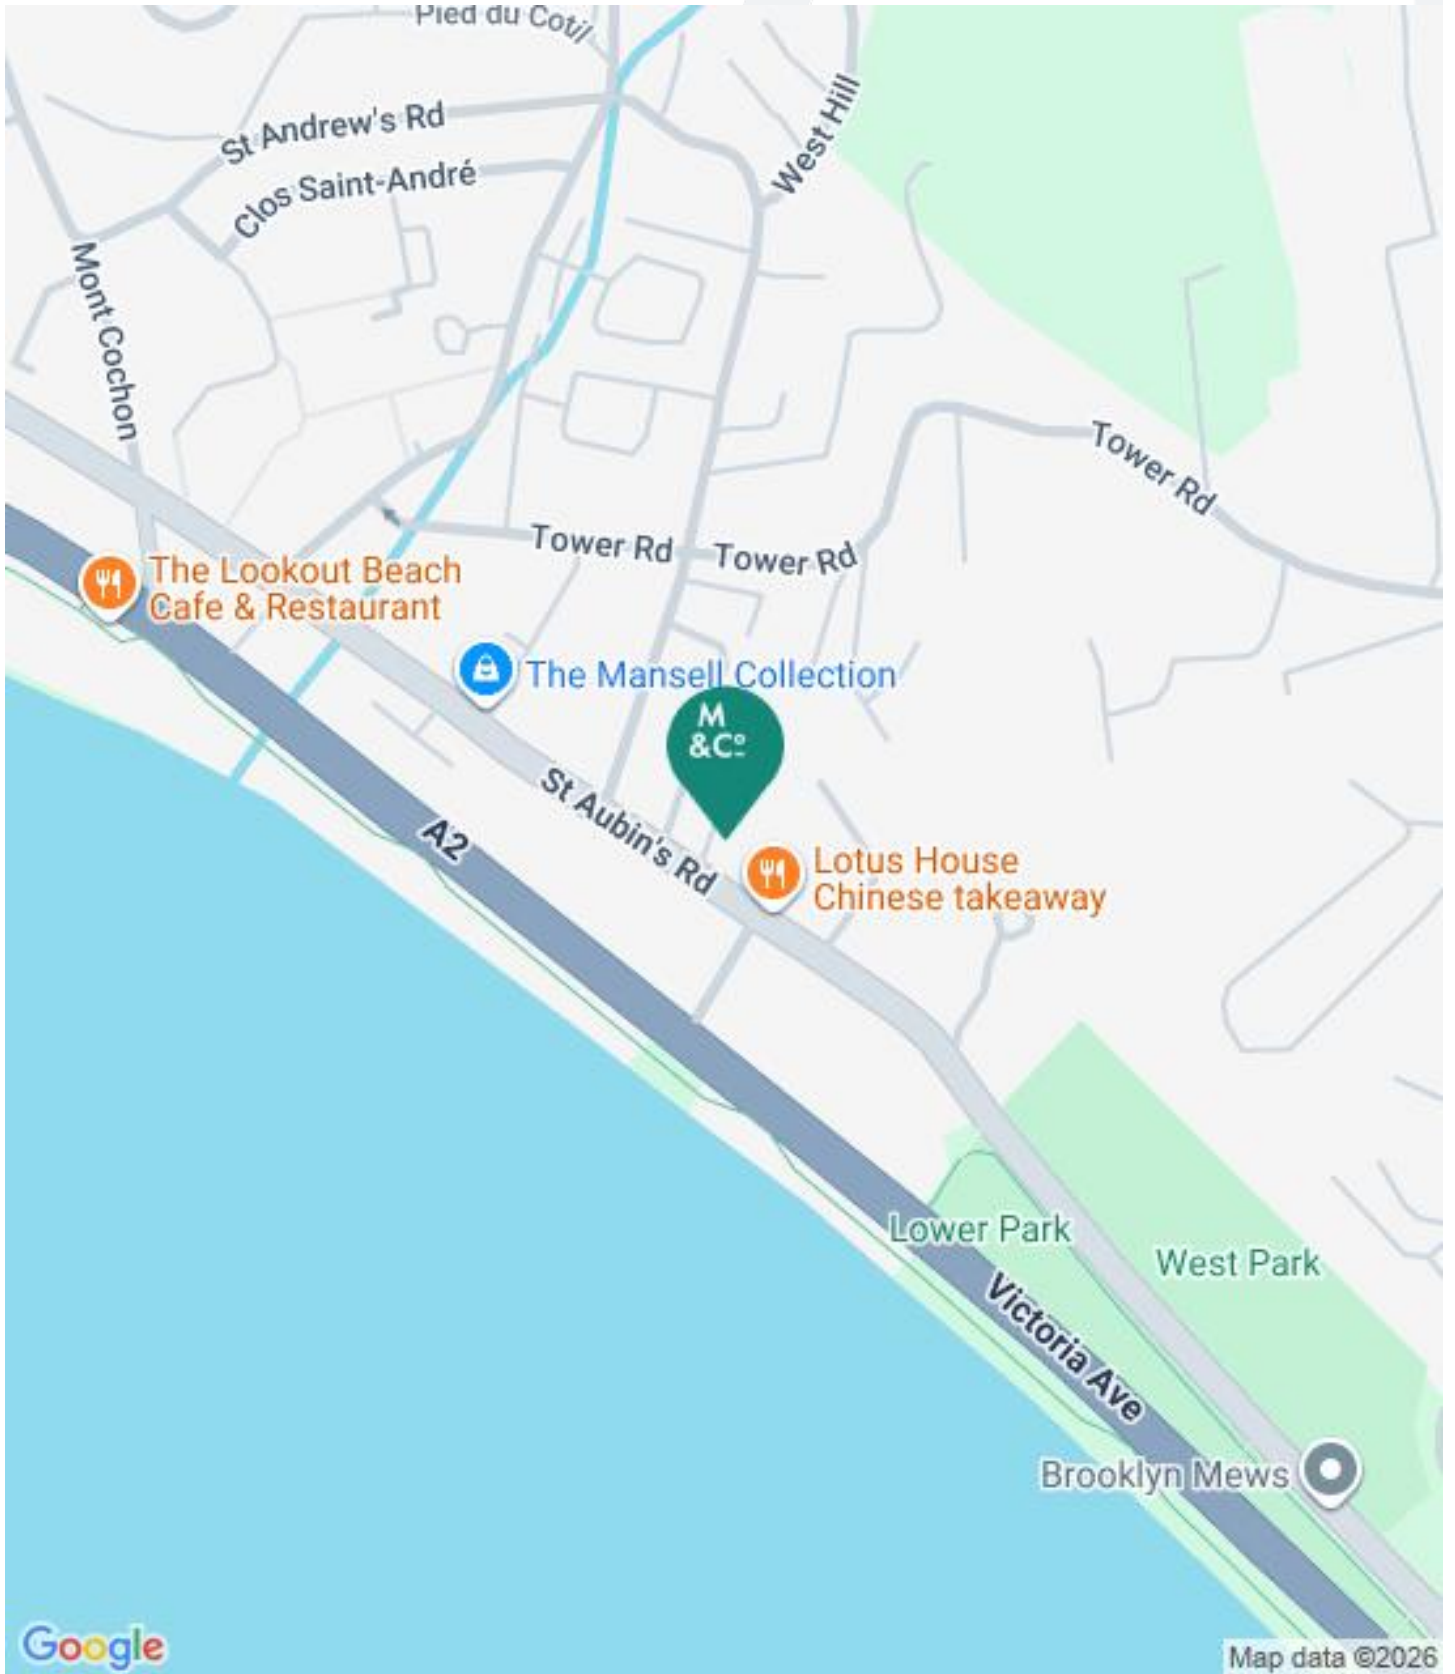 Pied du Cotil
St Andrew's Rd
West Hill
Clos Saint-André
Mont Cochon
Tower Rd
Tower Rd
Tower Rd
The Lookout Beach
Cafe & Restaurant
The Mansell Collection
M
&Cº
St Aubin's Rd
A2
Lotus House
Chinese takeaway
Lower Park
West Park
Victoria Ave
Brooklyn Mews
Google
Map data ©2026